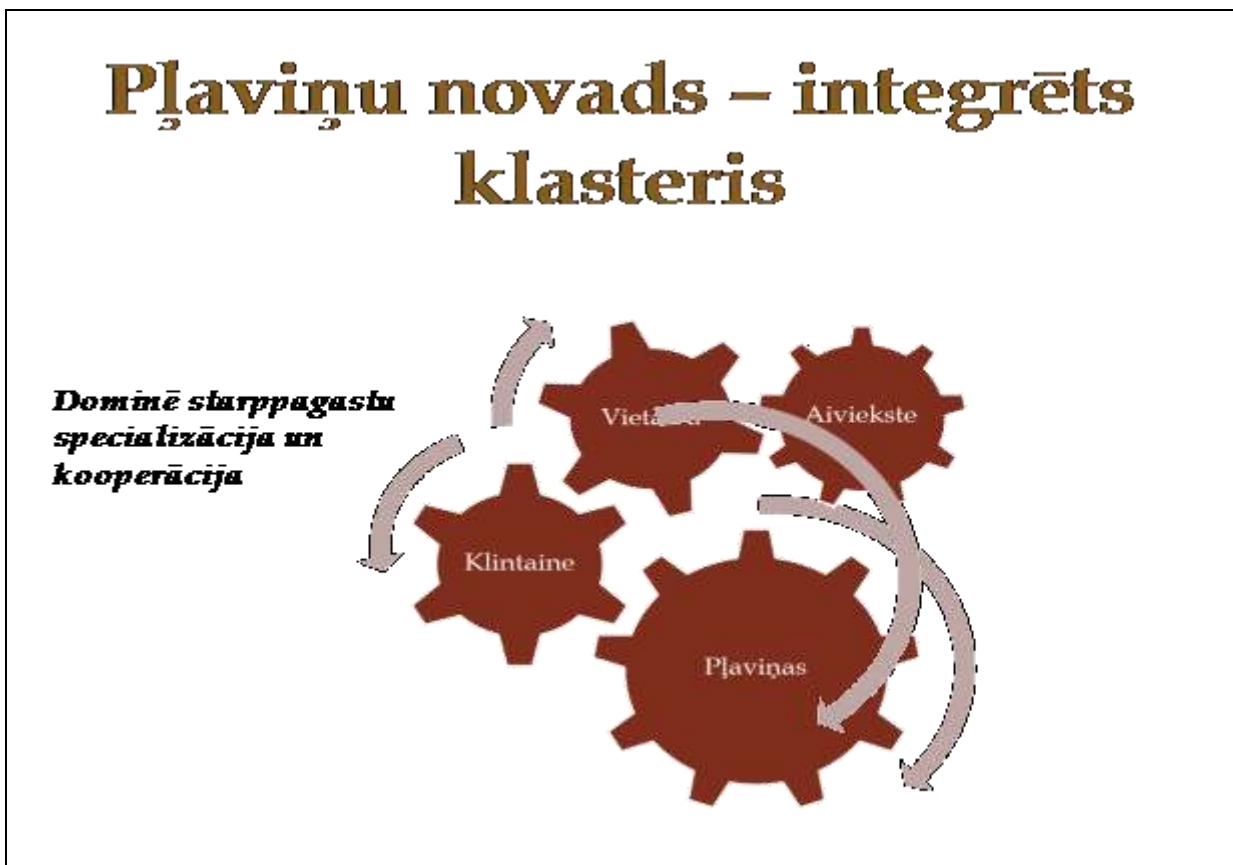 Pļaviņu novads – integrēts
klasteris
Dominē starppagastu
specializācija un
kooperācija
Aiviekste
Klintaine
Pļaviņas